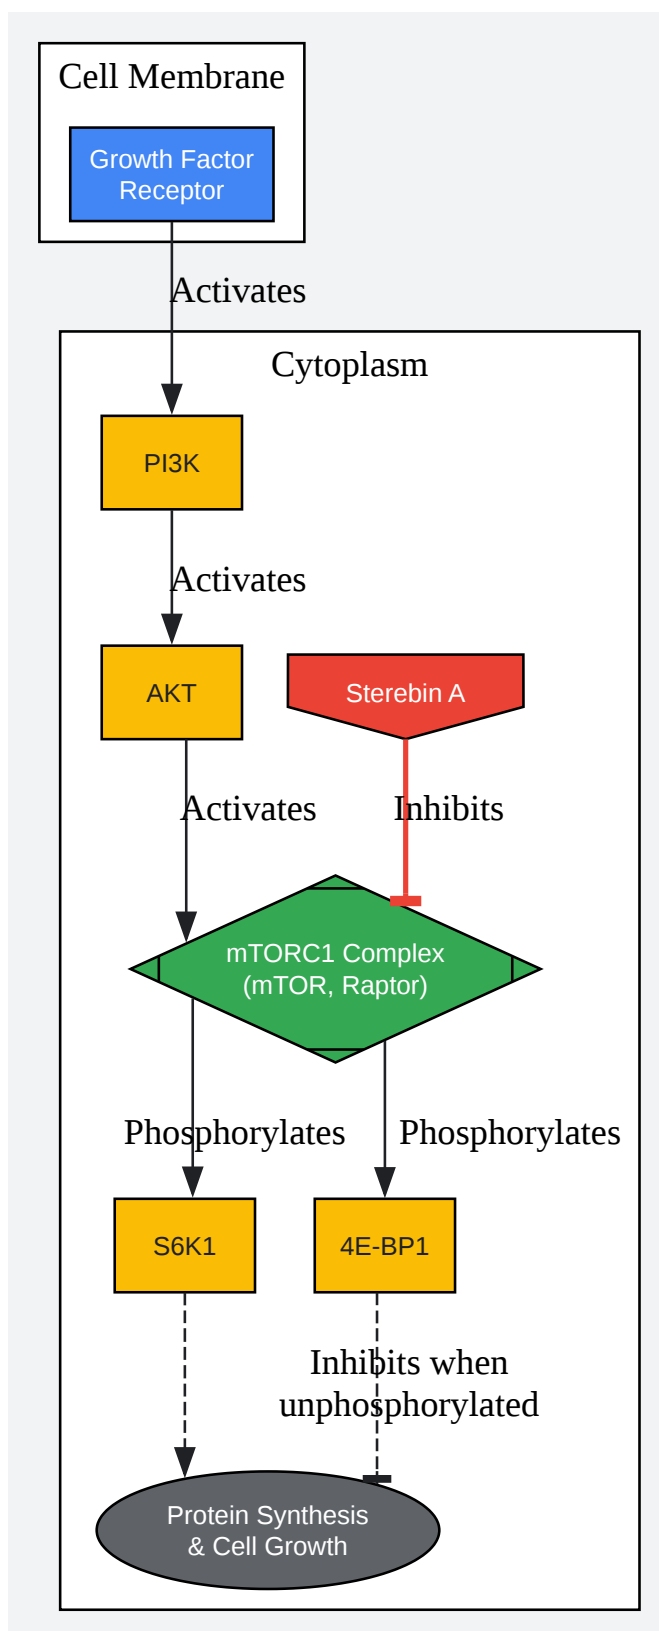 Cell Membrane
Growth Factor
Receptor
Activates
Cytoplasm
PI3K
Activates
AKT
Sterebin A
Activates
Inhibits
mTORC1 Complex
(mTOR, Raptor)
Phosphorylates
Phosphorylates
S6K1
4E-BP1
Inhibits when
unphosphorylated
Protein Synthesis
& Cell Growth